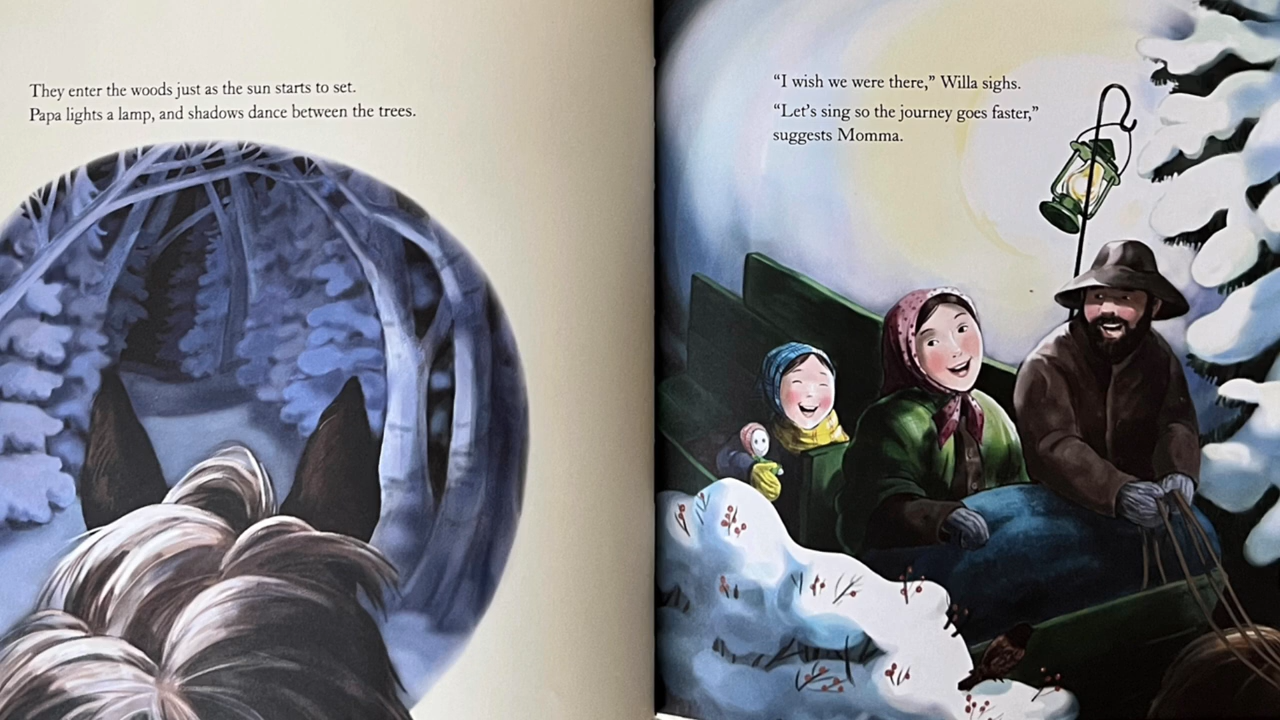 They enter the woods just as the sun starts to set.
Papa lights a lamp, and shadows dance between the trees.
“I wish we were there,” Willa sighs.
“Let’s sing so the journey goes faster,”
suggests Momma.